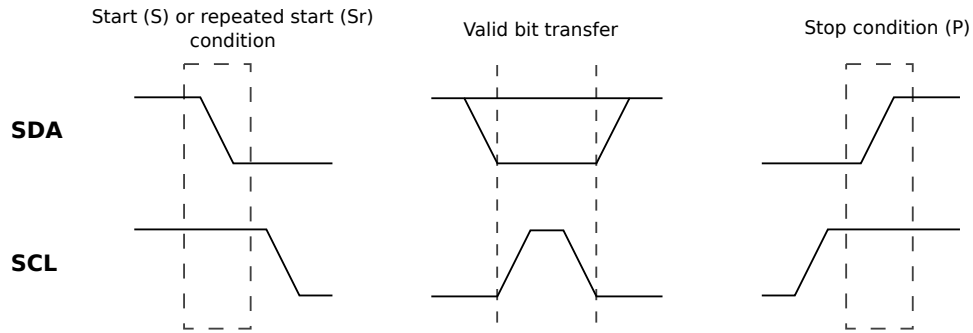 Start (S) or repeated start (Sr)
condition
Valid bit transfer
Stop condition (P)
SDA
SCL